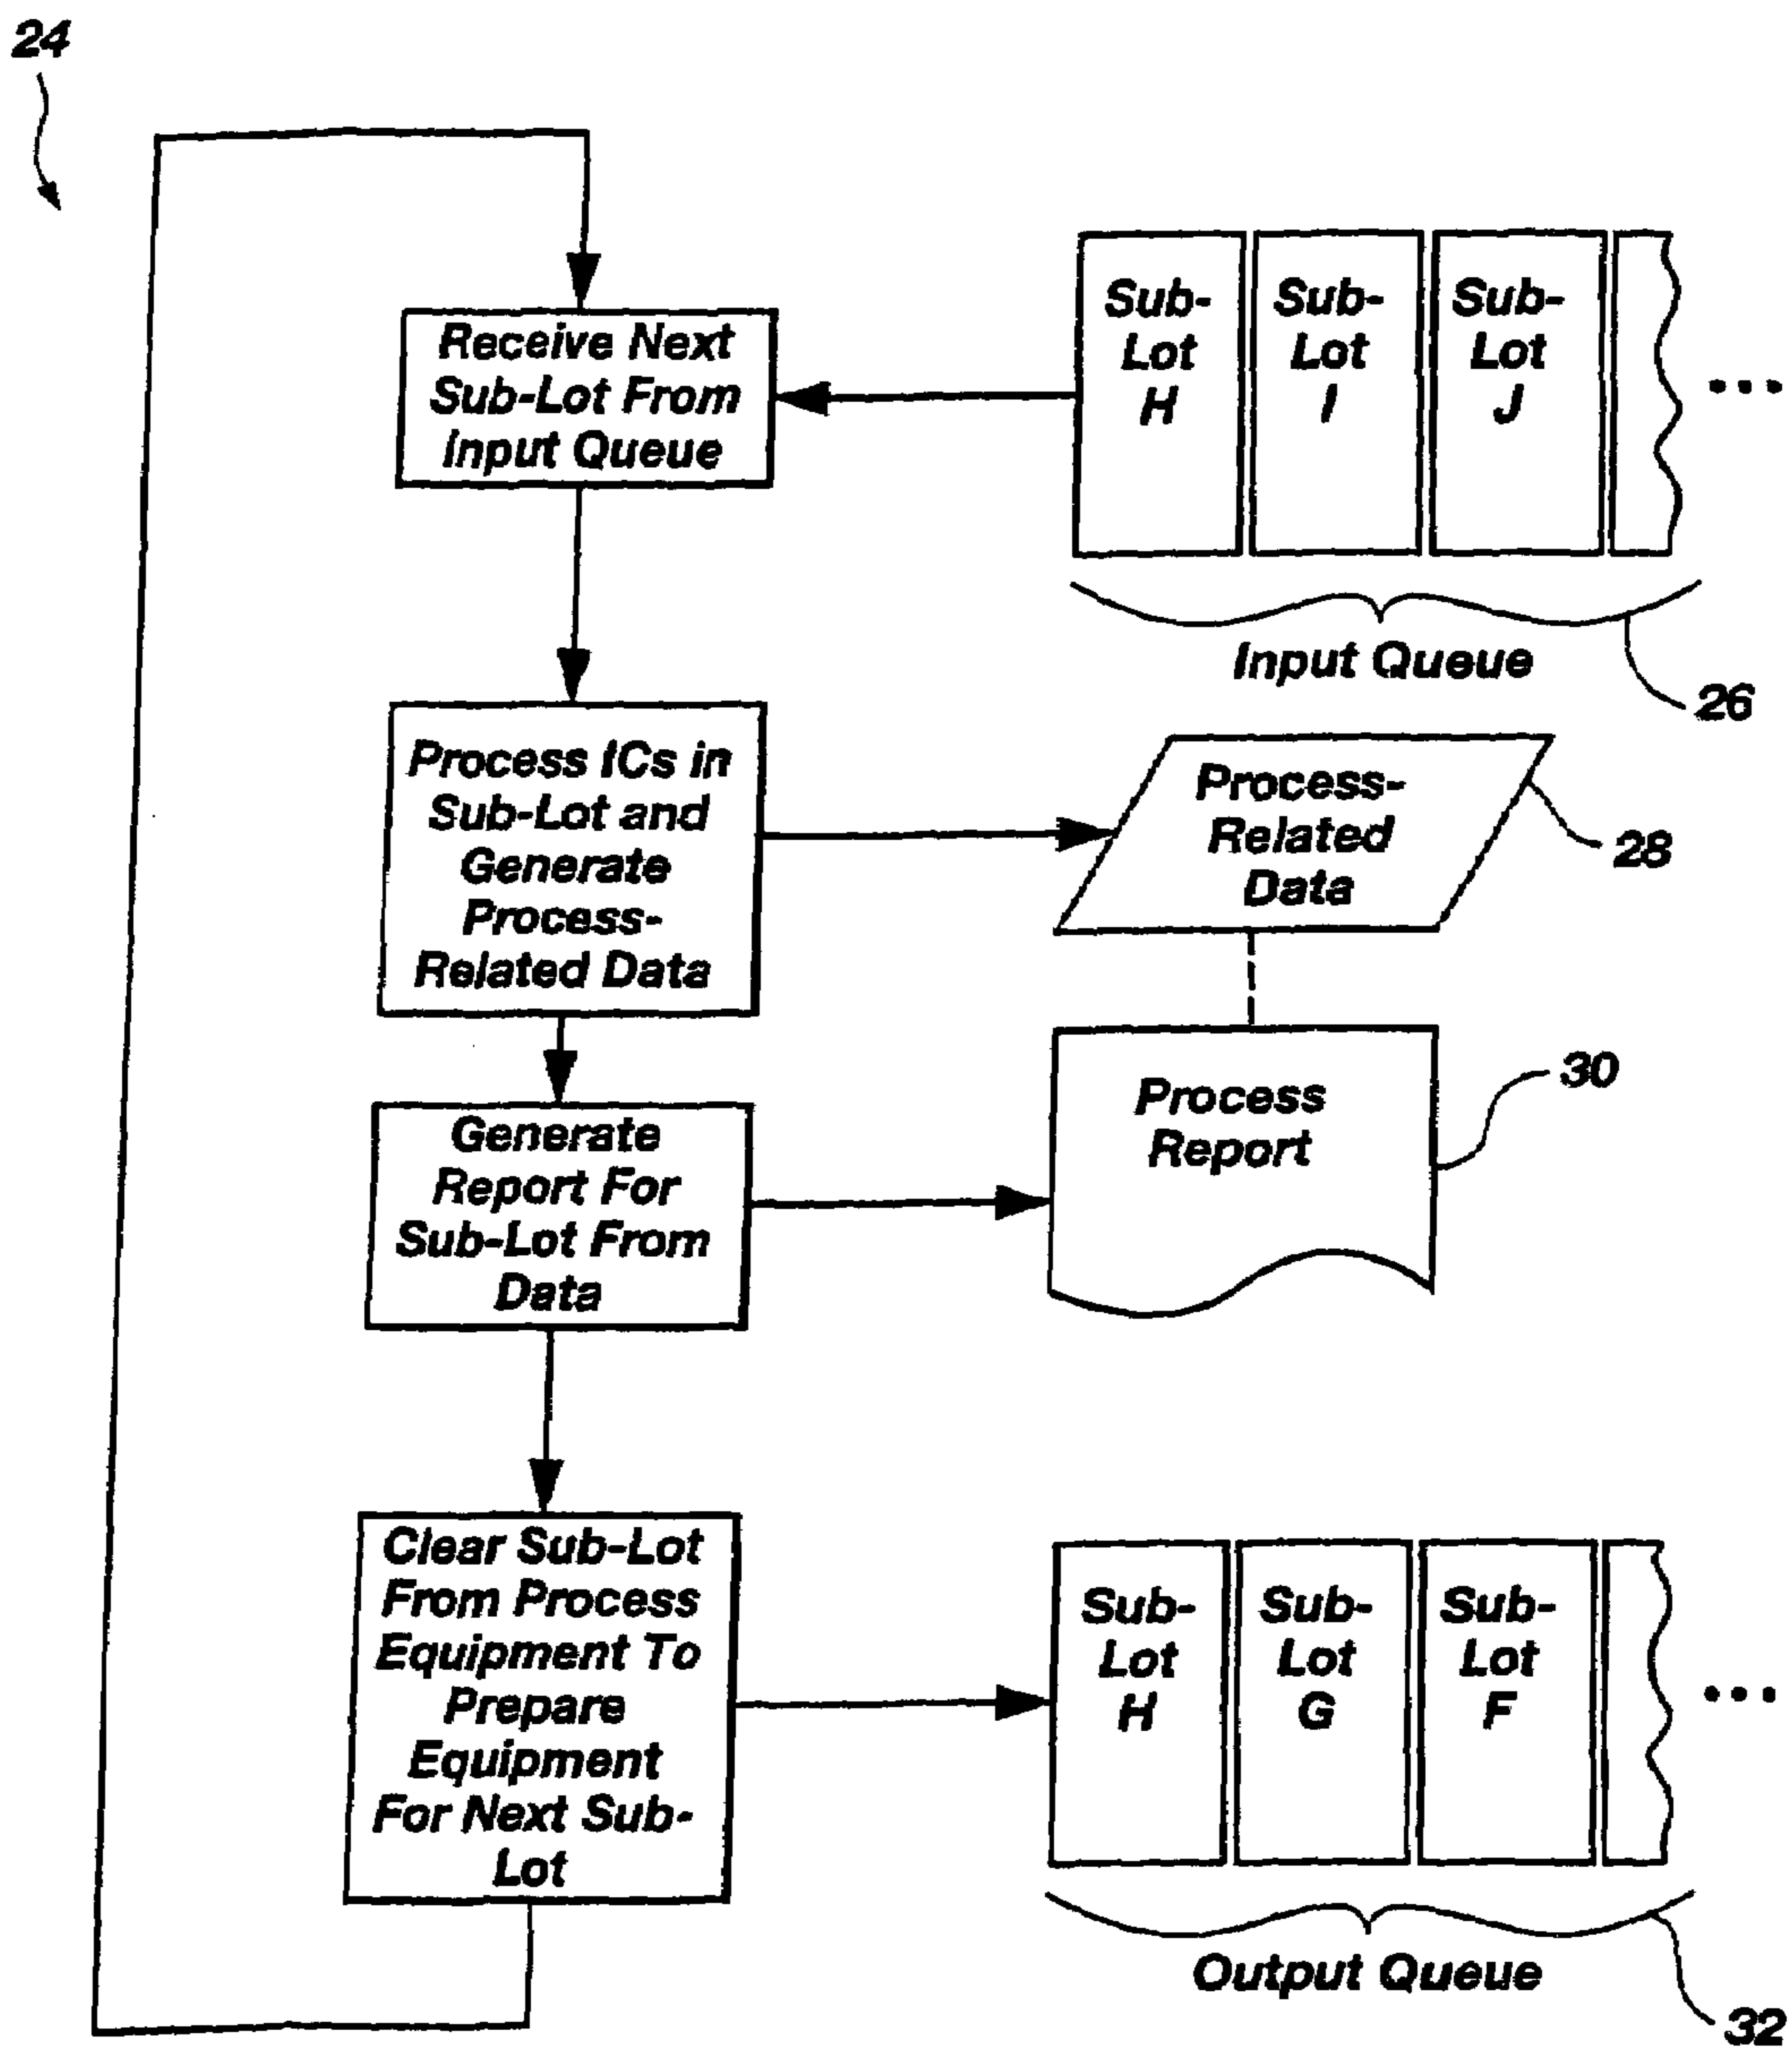 24
Receive Next
Sub-Lot From
Input Queue
Sub-
Lot
H
Sub-
Lot
I
Sub-
Lot
J
...
Input Queue
26
Process ICs in
Sub-Lot and
Generate
Process-
Related Data
Process-
Related
Data
28
Generate
Report For
Sub-Lot From
Data
Process
Report
30
Clear Sub-Lot
From Process
Equipment To
Prepare
Equipment
For Next Sub-
Lot
Sub-
Lot
H
Sub-
Lot
G
Sub-
Lot
F
...
Output Queue
32